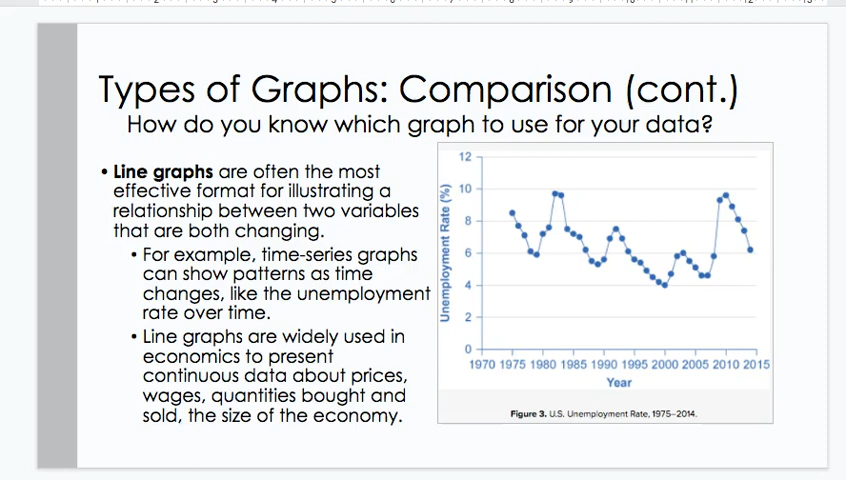 Types of Graphs: Comparison (cont.)
How do you know which graph to use for your data?
• Line graphs are often the most
effective format for illustrating a
relationship between two variables
that are both changing.
• For example, time-series graphs
can show patterns as time
changes, like the unemployment
rate over time.
• Line graphs are widely used in
economics to present
continuous data about prices,
wages, quantities bought and
sold, the size of the economy.
Unemployment Rate (%)
12
10
8
6
4
2
0
1970 1975 1980 1985 1990 1995 2000 2005 2010 2015
Year
Figure 3. U.S. Unemployment Rate, 1975–2014.